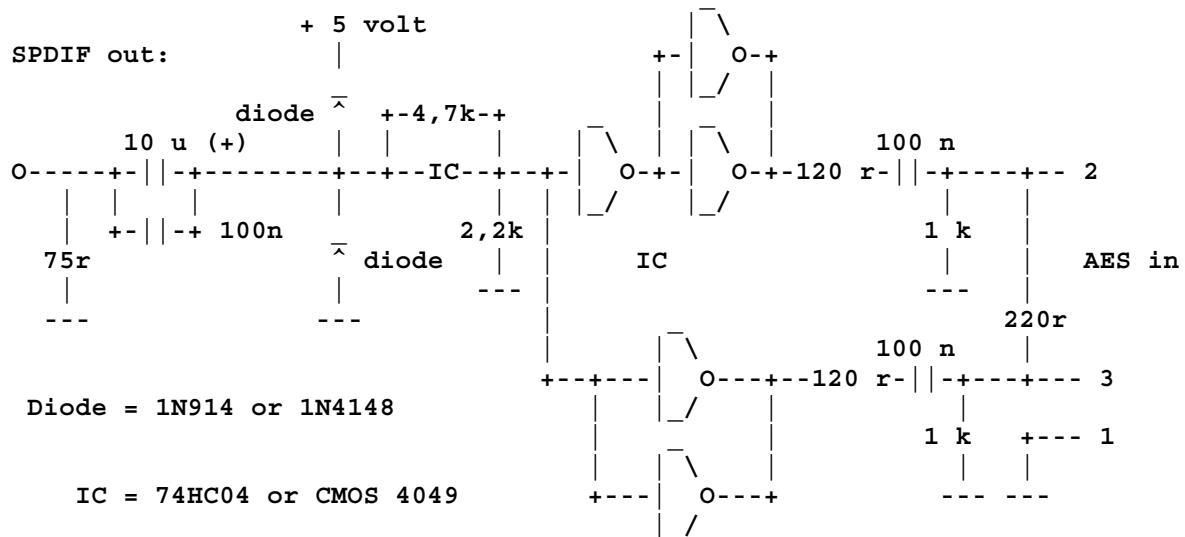 + 5 volt
SPDIF out:
diode
4,7k
10 u (+)
100 n
IC
120 r
2
100n
2,2k
1 k
75r
diode
IC
AES in
220r
100 n
120 r
3
Diode = 1N914 or 1N4148
1 k
1
IC = 74HC04 or CMOS 4049